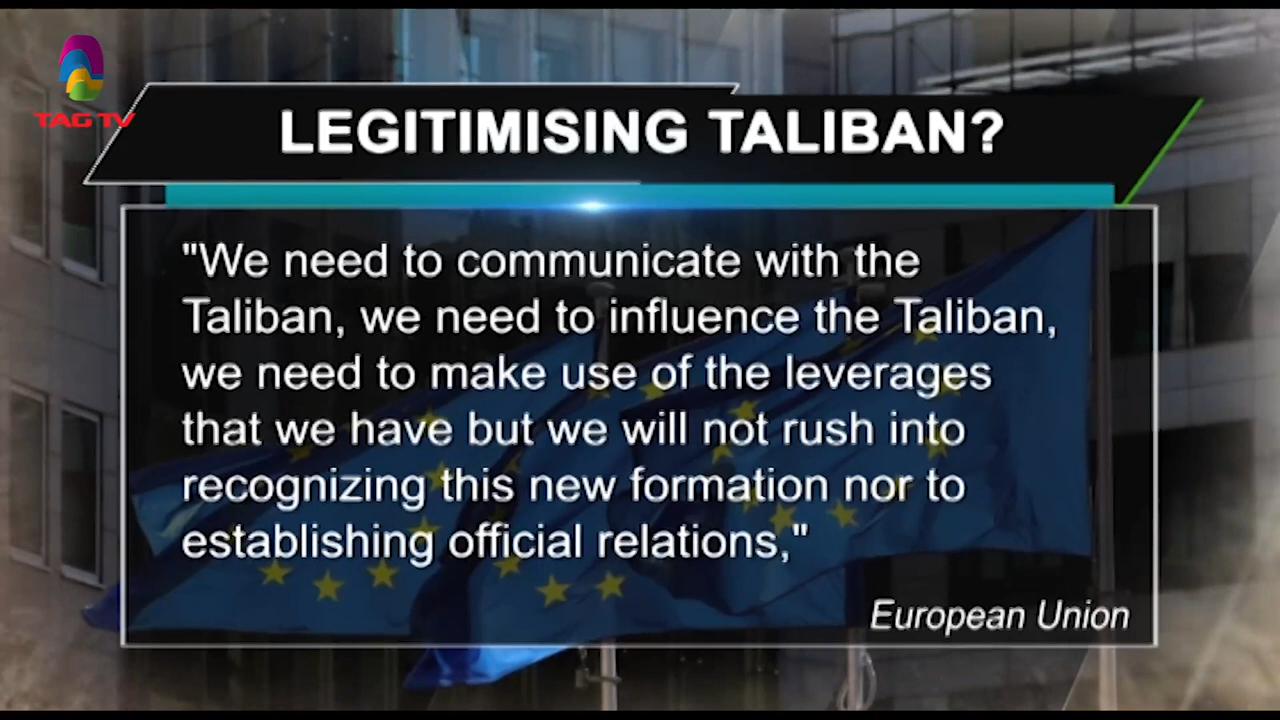 TAG TV
LEGITIMISING TALIBAN?
"We need to communicate with the
Taliban, we need to influence the Taliban,
we need to make use of the leverages
that we have but we will not rush into
recognizing this new formation nor to
establishing official relations,"
European Union